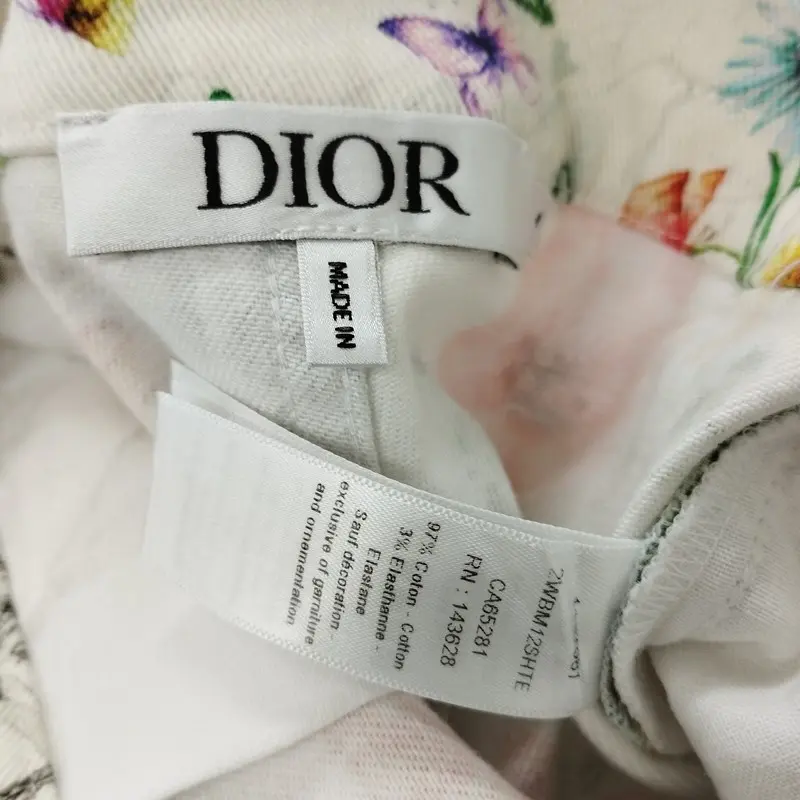 DIOR
MADE IN
2WBM12SHTE
CA65281
RN : 143628
97% Coton - Cotton
3% Elasthanne -
Elastane
Sauf décoration -
exclusive of garniture
and ornementation